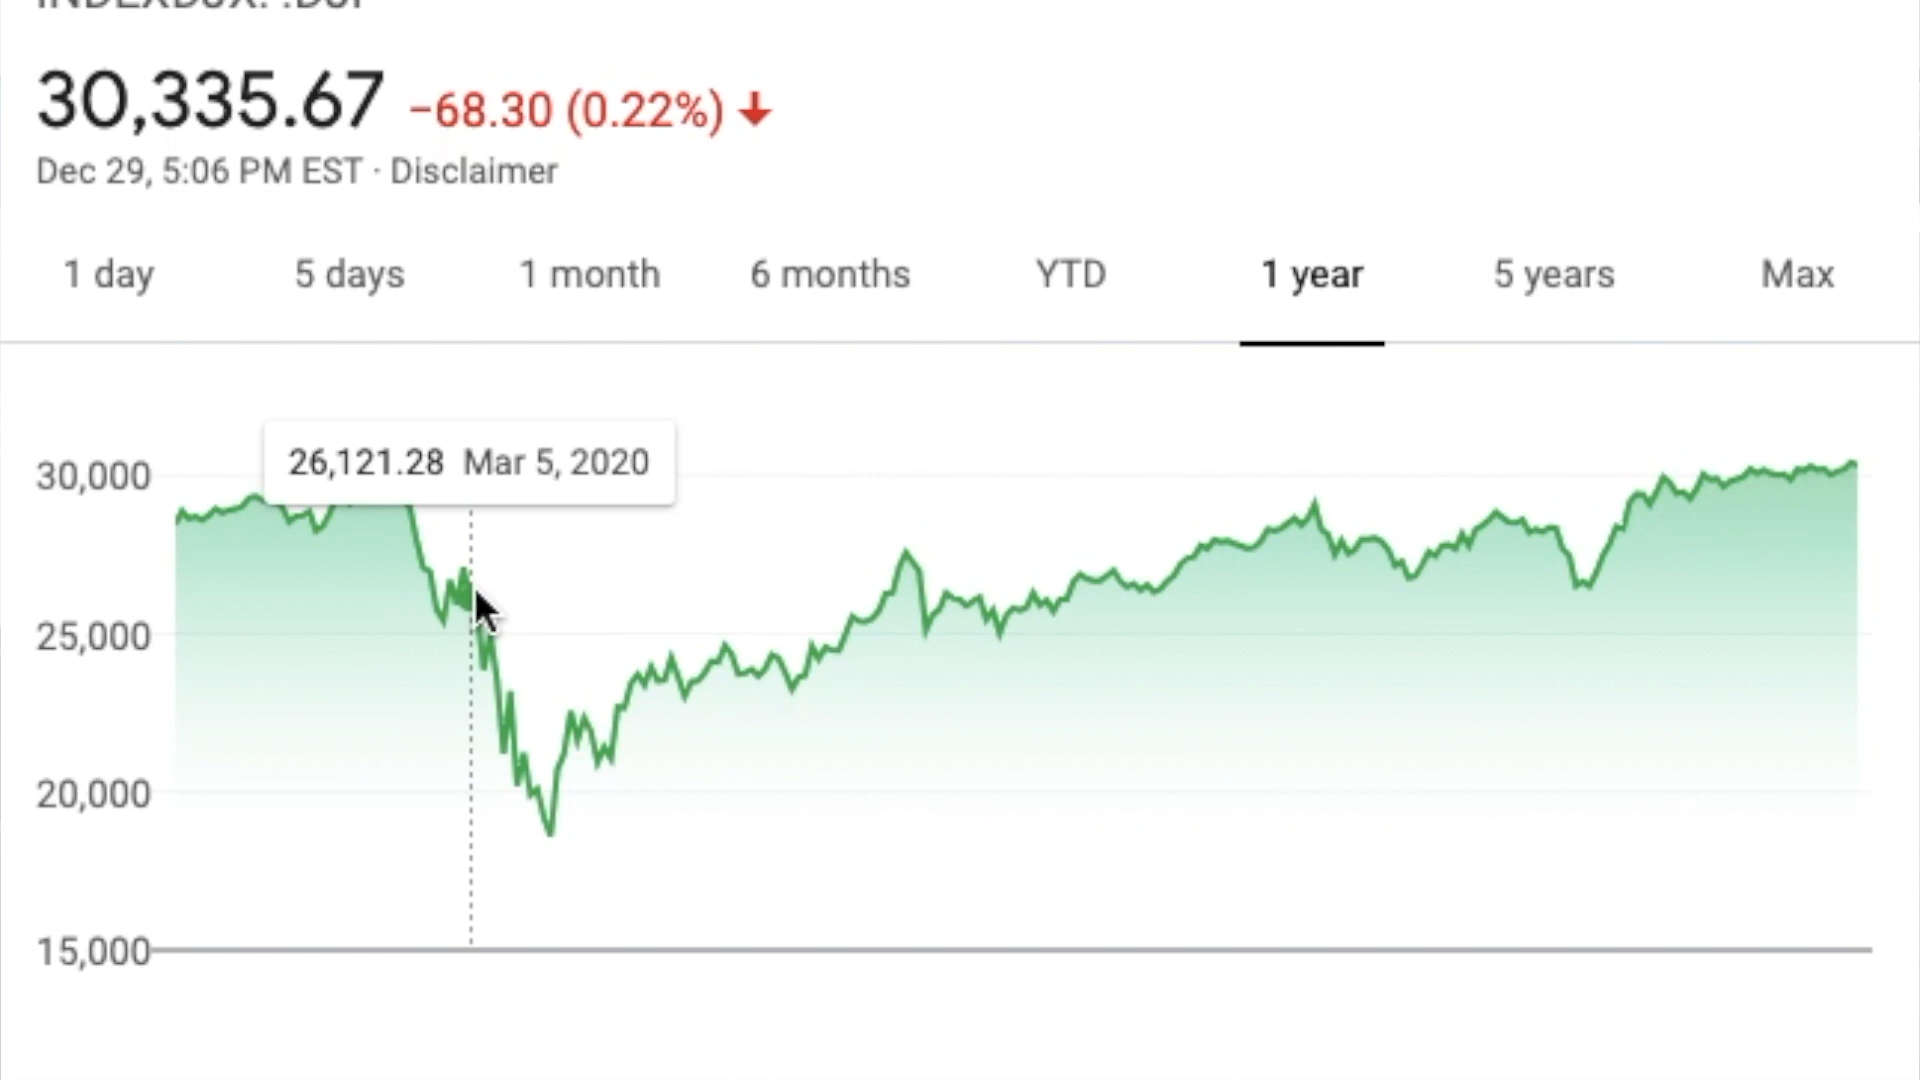 30,335.67 −68.30 (0.22%)
Dec 29, 5:06 PM EST · Disclaimer
1 day 5 days 1 month 6 months YTD 1 year 5 years Max
26,121.28 Mar 5, 2020
30,000
25,000
20,000
15,000